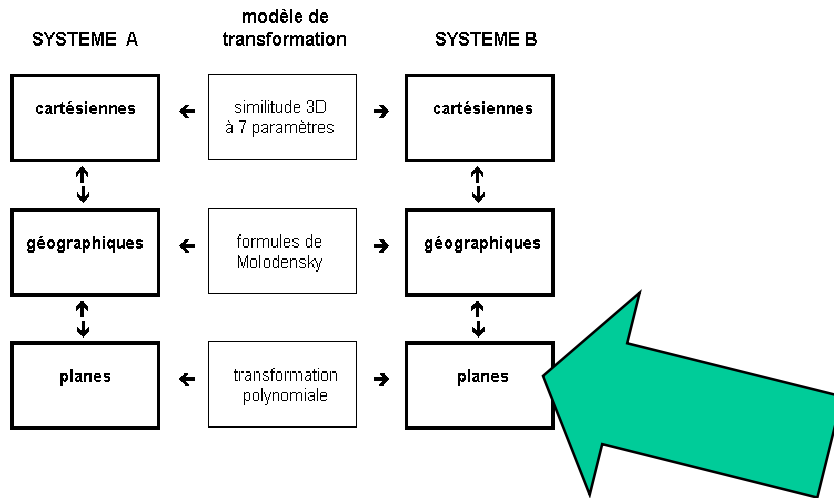 modèle de
transformation
SYSTEME A
SYSTEME B
cartésiennes
similitude 3D
à 7 paramètres
cartésiennes
géographiques
formules de
Molodensky
géographiques
planes
transformation
polynomiale
planes